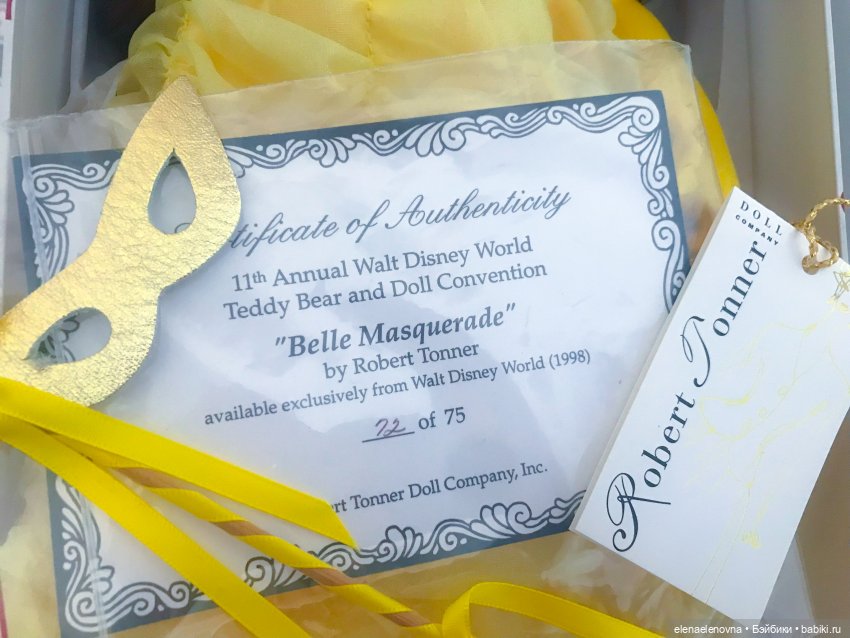 tificate of Authenticity
11th Annual Walt Disney World
Teddy Bear and Doll Convention
"Belle Masquerade"
by Robert Tonner
available exclusively from Walt Disney World (1998)
72 of 75
rt Tonner Doll Company, Inc.
DOLL
COMPANY
Robert Tonner
elenaelenovna • Бэйбики • babiki.ru